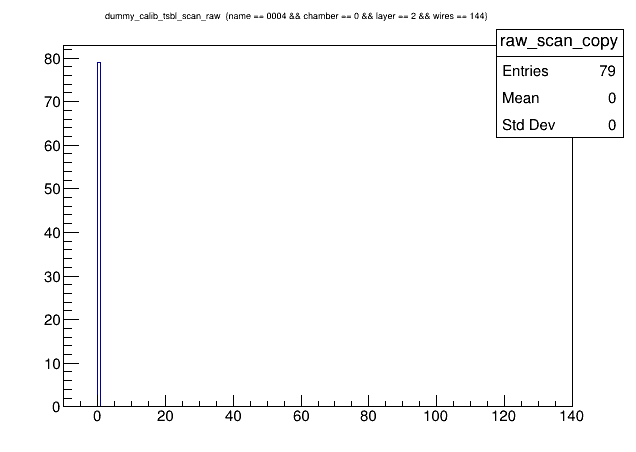 dummy_calib_tsbl_scan_raw (name == 0004 && chamber == 0 && layer == 2 && wires == 144)
raw_scan_copy
Entries 79
Mean 0
Std Dev 0
80
70
60
50
40
30
20
10
0
0 20 40 60 80 100 120 140